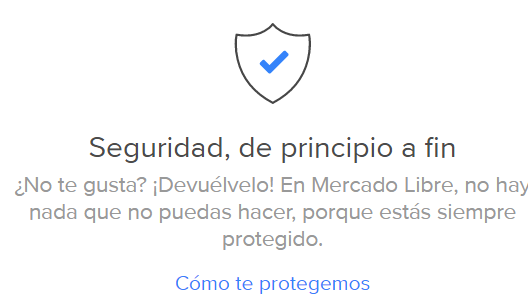 Seguridad, de principio a fin
¿No te gusta? ¡Devuélvelo! En Mercado Libre, no hay
nada que no puedas hacer, porque estás siempre
protegido.
Cómo te protegemos